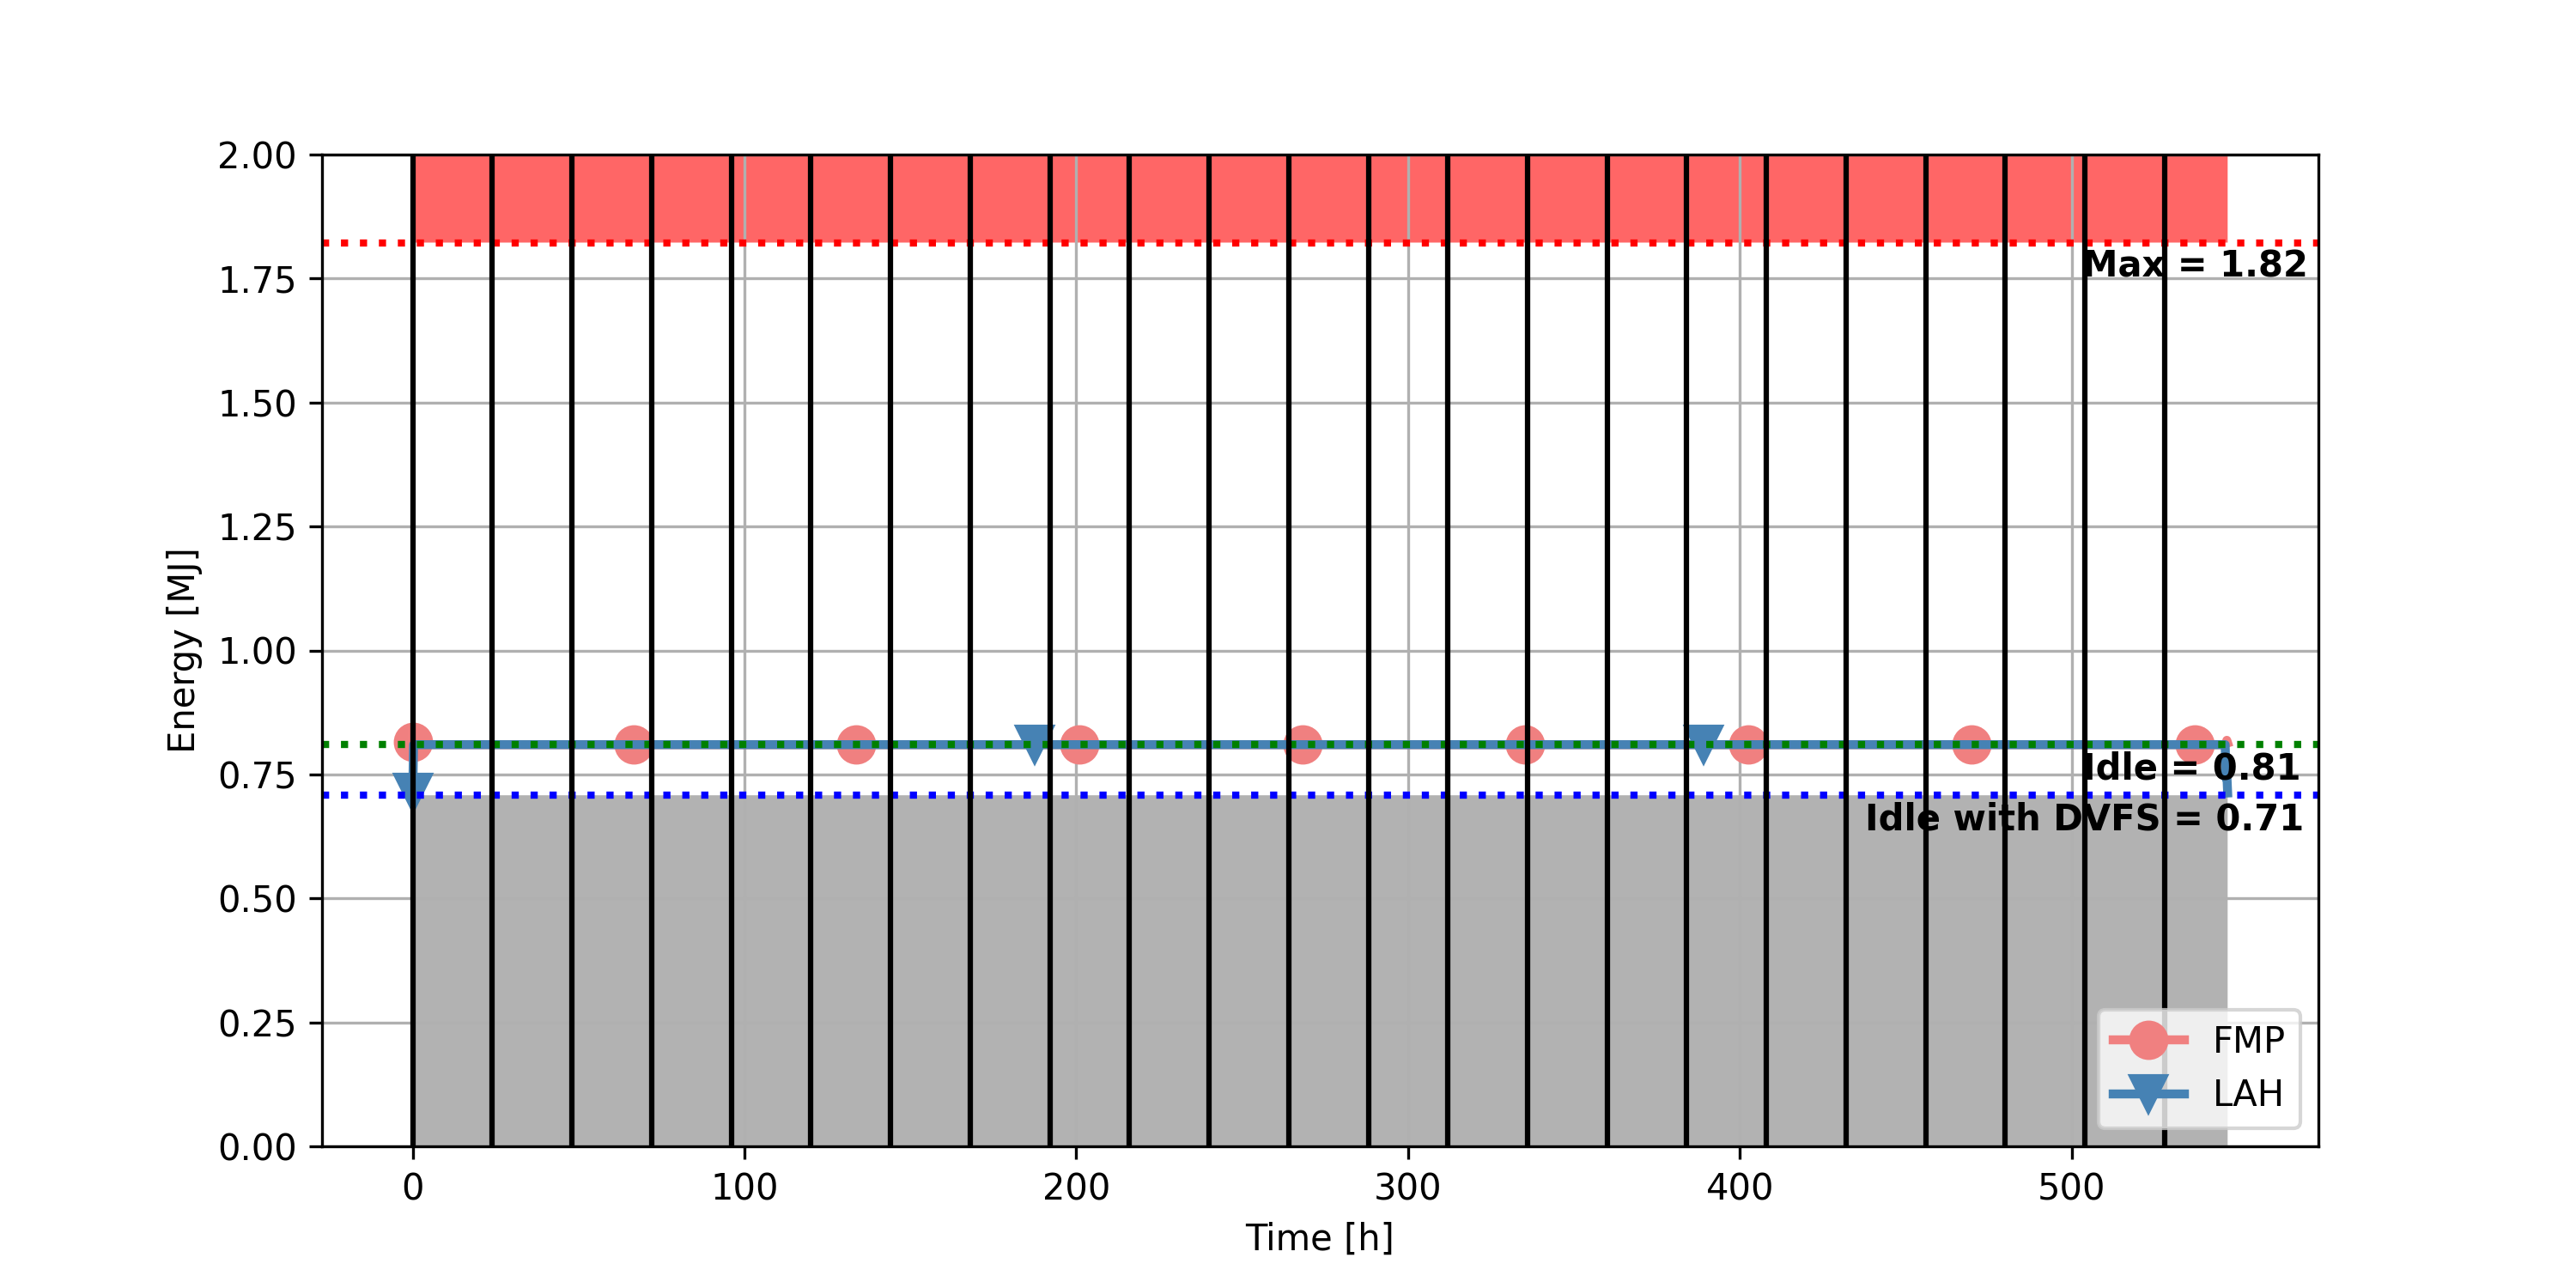 2.00
1.75
1.50
1.25
1.00
0.75
0.50
0.25
0.00
Energy [MJ]
Max = 1.82
Idle = 0.81
Idle with DVFS = 0.71
FMP
LAH
0 100 200 300 400 500
Time [h]